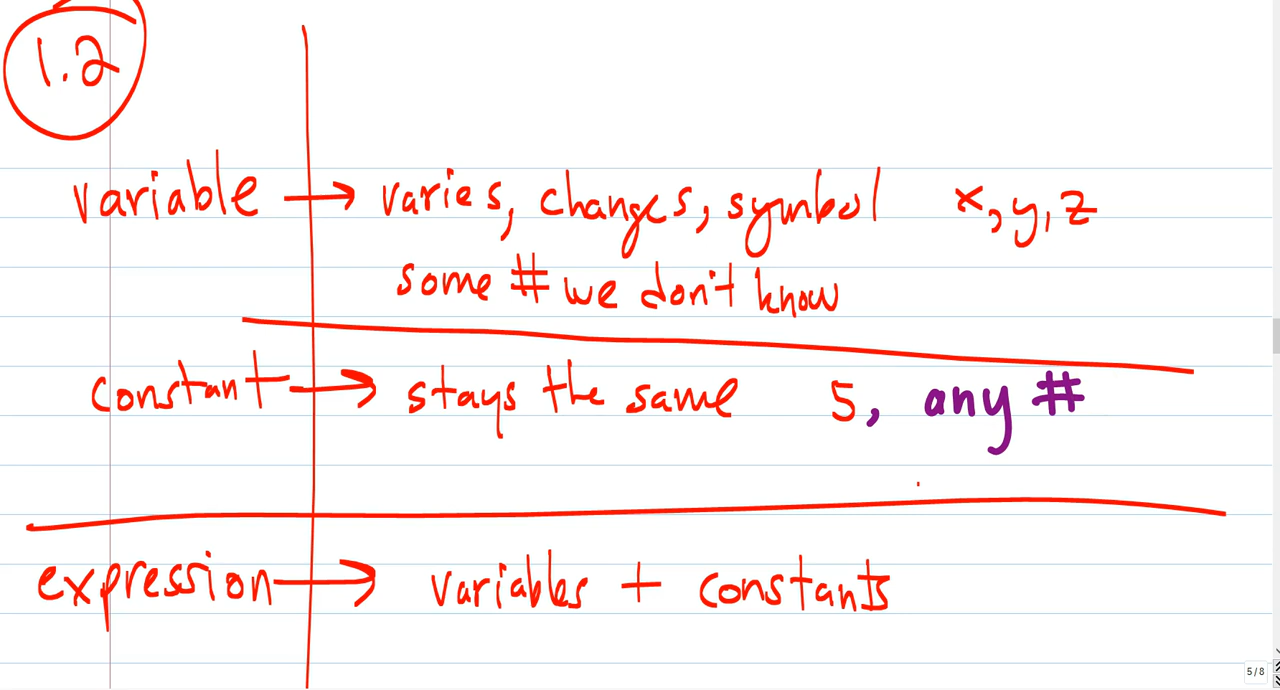 1.2
variable → varies, changes, symbol x, y, z
some # we don't know
constant → stays the same 5, any #
expression → variables + constants
5/8